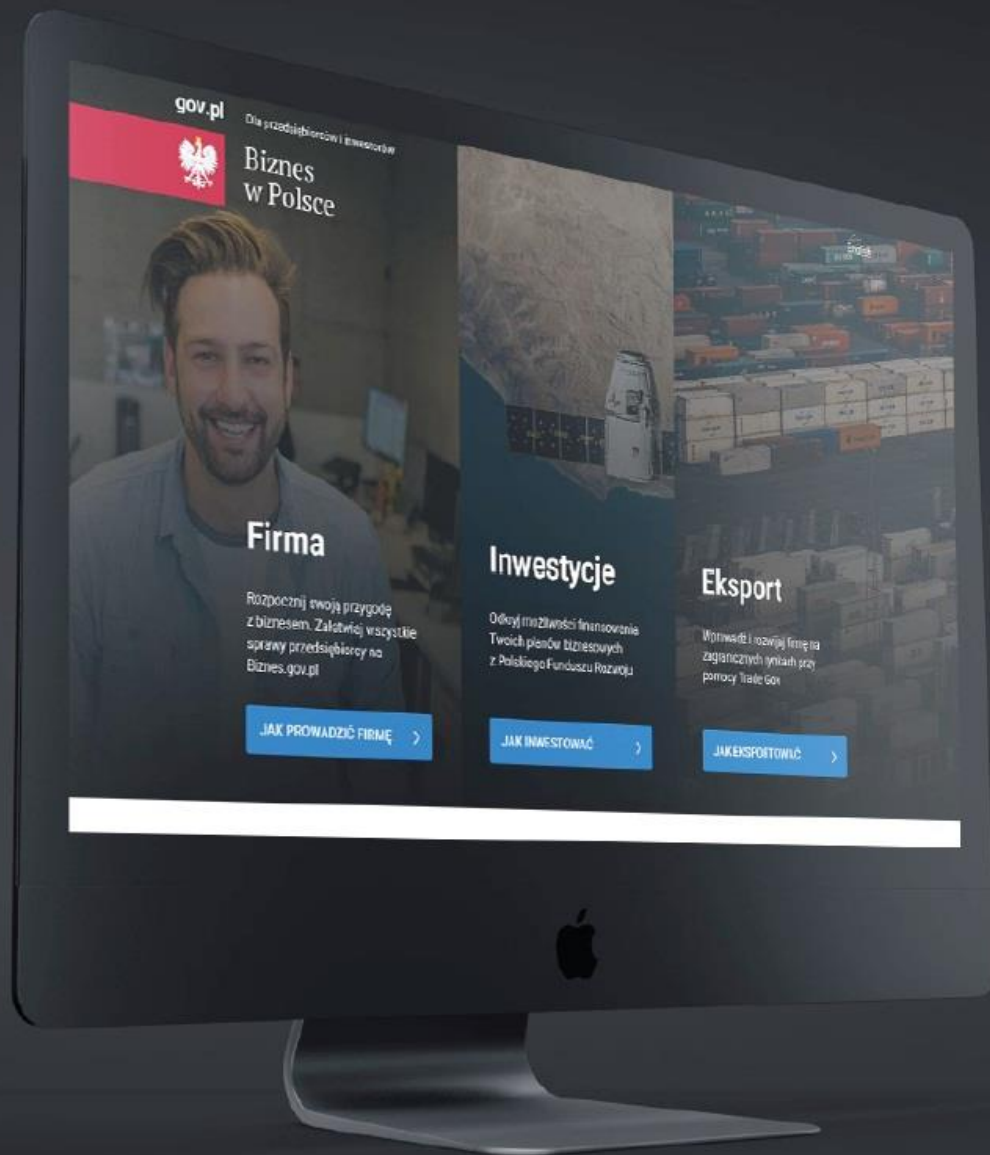 gov.pl
Dla przedsiębiorców i inwestorów
Biznes
w Polsce
English
Firma
Rozpocznij swoją przygodę
z biznesem. Załatwiaj wszystkie
sprawy przedsiębiorcy na
Biznes.gov.pl
JAK PROWADZIĆ FIRMĘ
Inwestycje
Odkryj możliwości finansowania
Twoich planów biznesowych
z Polskiego Funduszu Rozwoju
JAK INWESTOWAĆ
Eksport
Wprowadź i rozwijaj firmę na
zagranicznych rynkach przy
pomocy Trade Gov
JAK EKSPORTOWAĆ